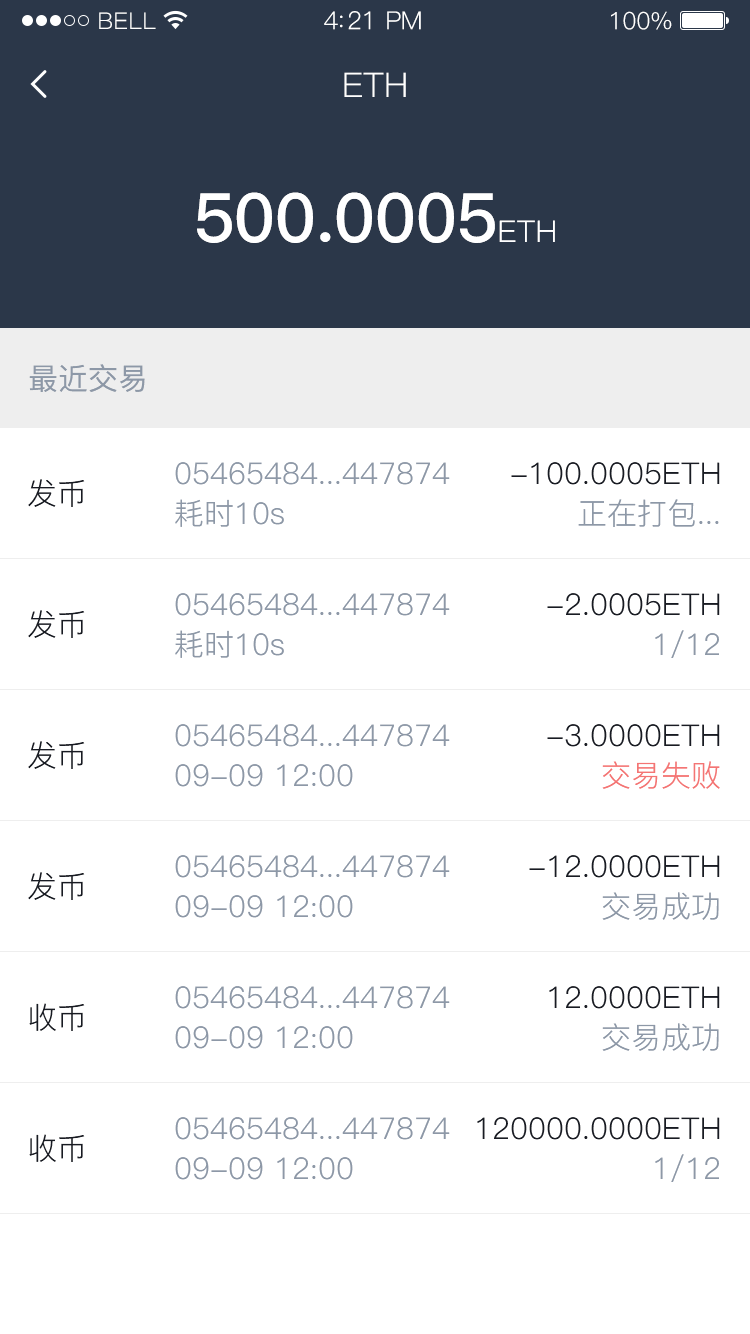 BELL 4:21 PM 100%
ETH
500.0005ETH
最近交易
发币 05465484...447874 -100.0005ETH
耗时10s 正在打包...
发币 05465484...447874 -2.0005ETH
耗时10s 1/12
发币 05465484...447874 -3.0000ETH
09-09 12:00 交易失败
发币 05465484...447874 -12.0000ETH
09-09 12:00 交易成功
收币 05465484...447874 12.0000ETH
09-09 12:00 交易成功
收币 05465484...447874 120000.0000ETH
09-09 12:00 1/12